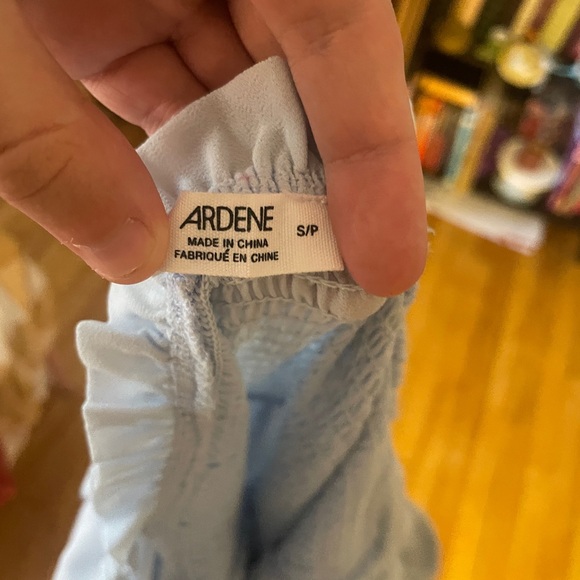 ARDENE
S/P
MADE IN CHINA
FABRIQUÉ EN CHINE